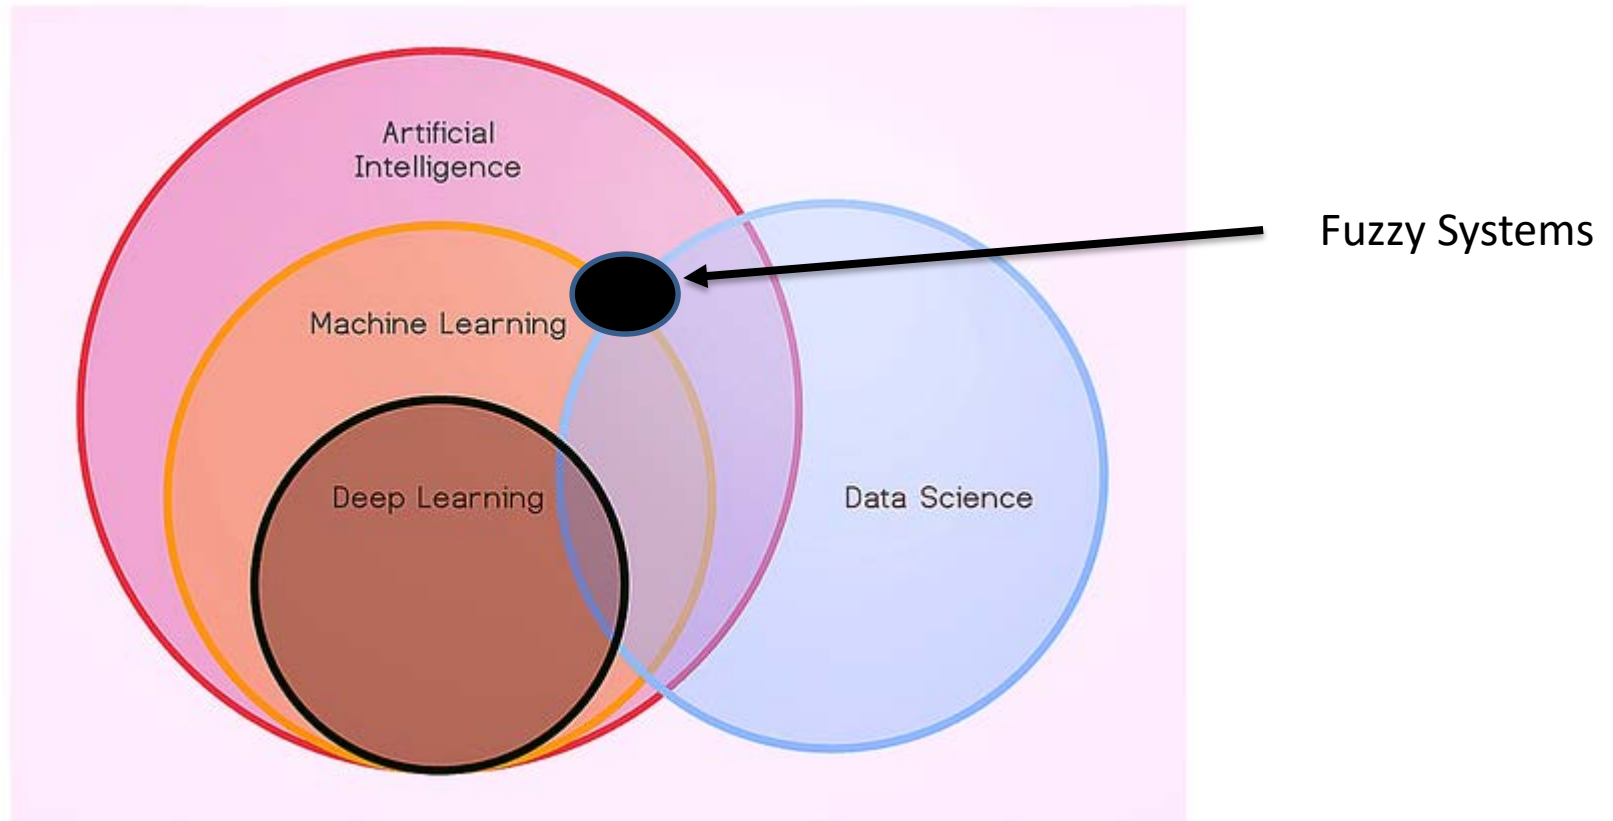 Artificial
Intelligence
Fuzzy Systems
Machine Learning
Deep Learning
Data Science